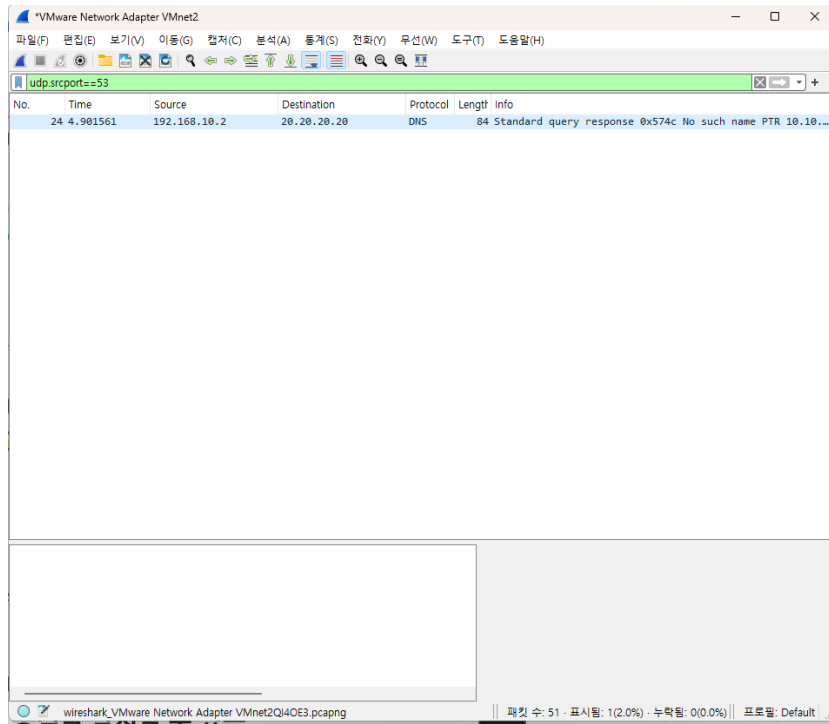 *VMware Network Adapter VMnet2
파일(F) 편집(E) 보기(V) 이동(G) 캡처(C) 분석(A) 통계(S) 전화(Y) 무선(W) 도구(T) 도움말(H)
udp.srcport==53
No. Time Source Destination Protocol Length Info
24 4.901561 192.168.10.2 20.20.20.20 DNS 84 Standard query response 0x574c No such name PTR 10.10.…
wireshark_VMware Network Adapter VMnet2QI4OE3.pcapng 패킷 수: 51 · 표시됨: 1(2.0%) · 누락됨: 0(0.0%) 프로필: Default